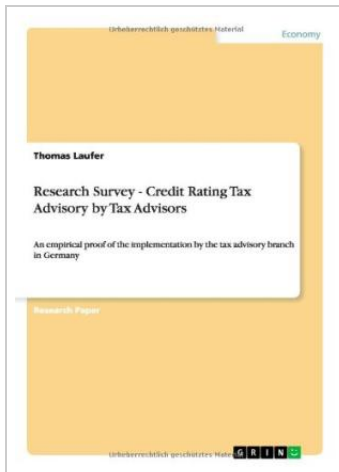 Urheberrechtlich geschütztes Material
Economy
Thomas Laufer
Research Survey - Credit Rating Tax
Advisory by Tax Advisors
An empirical proof of the implementation by the tax advisory branch
in Germany
Research Paper
Urheberrechtlich geschütztes Material
GRIN